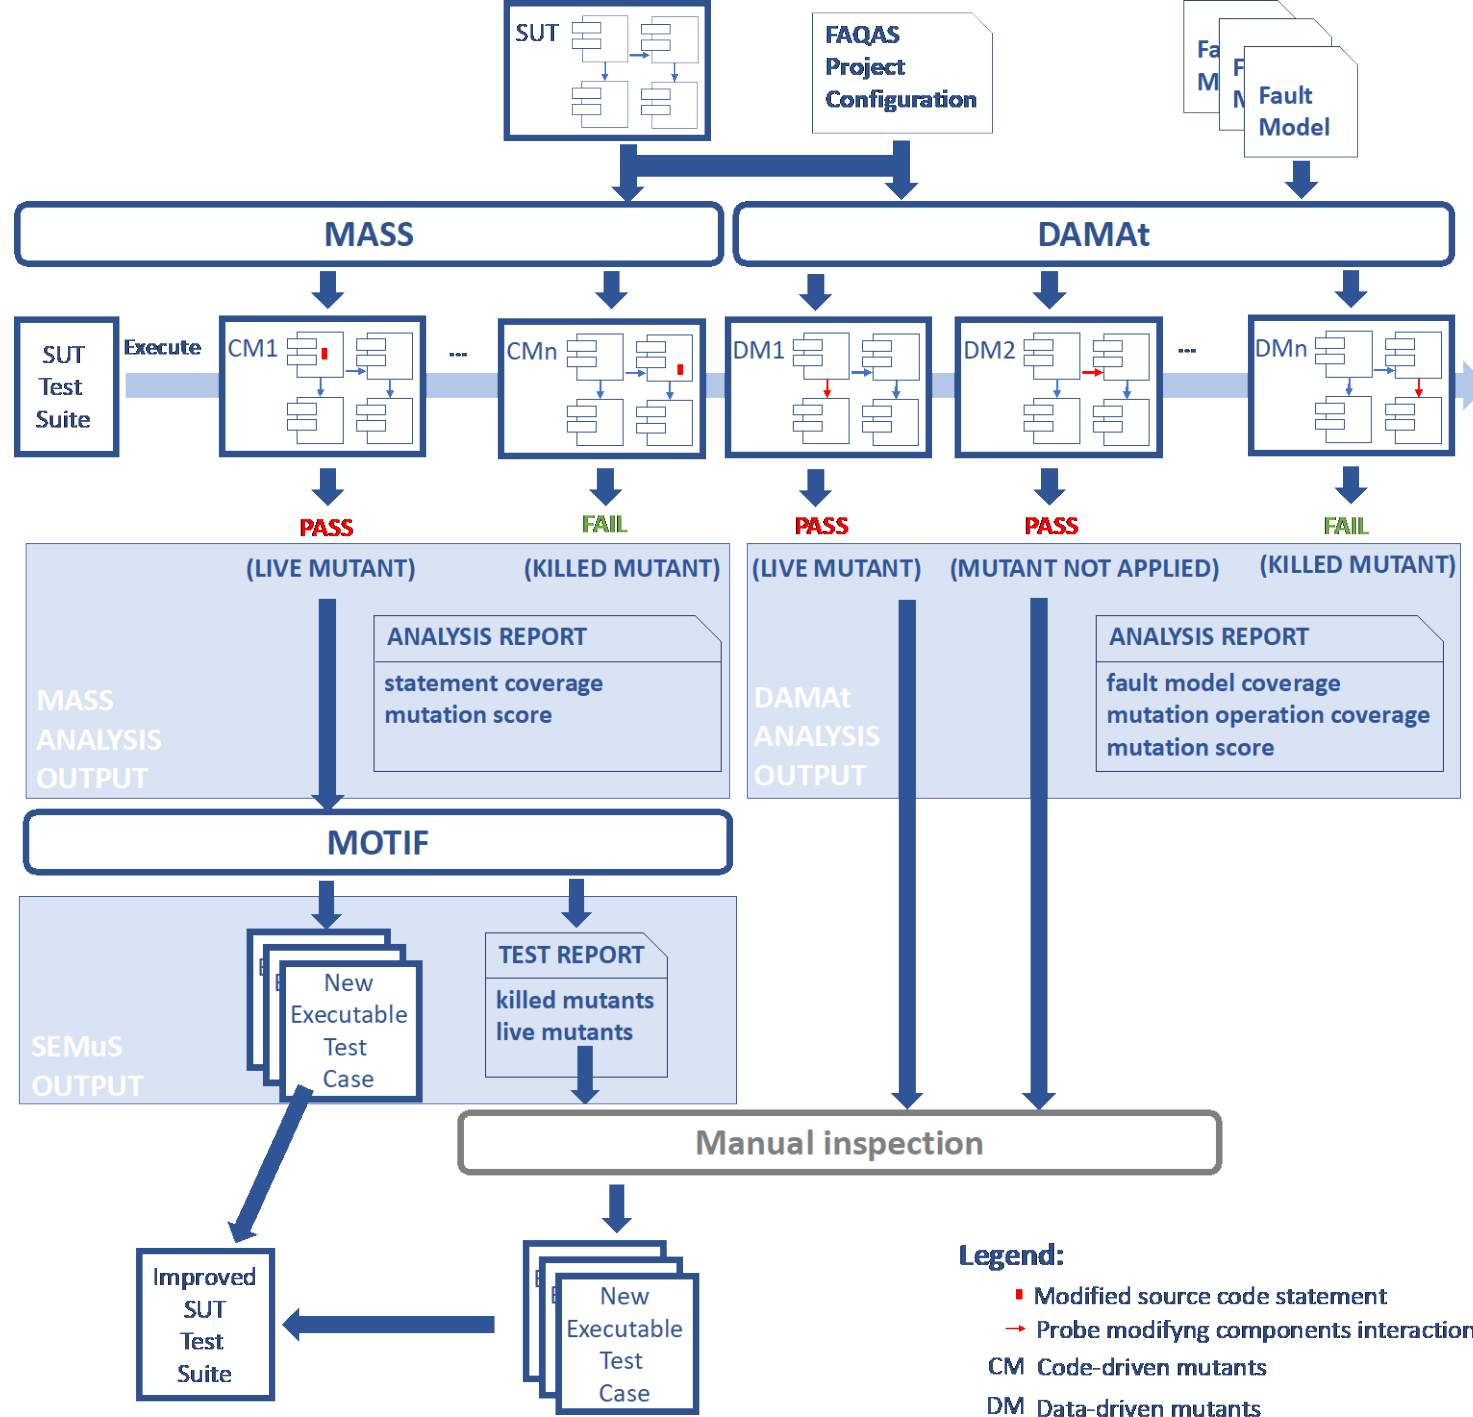 SUT
FAQAS
Project
Configuration
Fa
M
F
M
Fault
Model
MASS
DAMAt
SUT
Test
Suite
Execute
CM1
...
CMn
DM1
DM2
...
DMn
PASS
FAIL
PASS
PASS
FAIL
(LIVE MUTANT)
(KILLED MUTANT)
(LIVE MUTANT)
(MUTANT NOT APPLIED)
(KILLED MUTANT)
ANALYSIS REPORT
statement coverage
mutation score
MASS
ANALYSIS
OUTPUT
ANALYSIS REPORT
fault model coverage
mutation operation coverage
mutation score
DAMAt
ANALYSIS
OUTPUT
MOTIF
New
Executable
Test
Case
TEST REPORT
killed mutants
live mutants
SEMuS
OUTPUT
Manual inspection
Improved
SUT
Test
Suite
New
Executable
Test
Case
Legend:
Modified source code statement
Probe modifyng components interaction
CM Code-driven mutants
DM Data-driven mutants